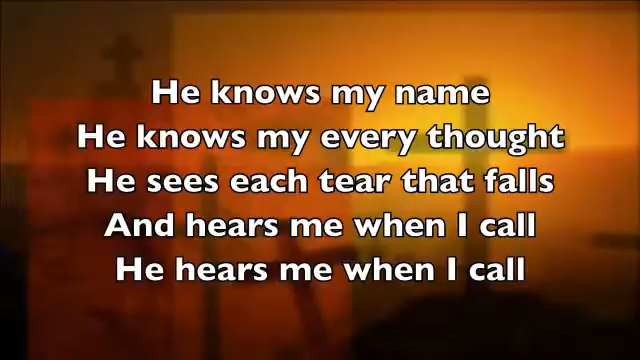 He knows my name
He knows my every thought
He sees each tear that falls
And hears me when I call
He hears me when I call